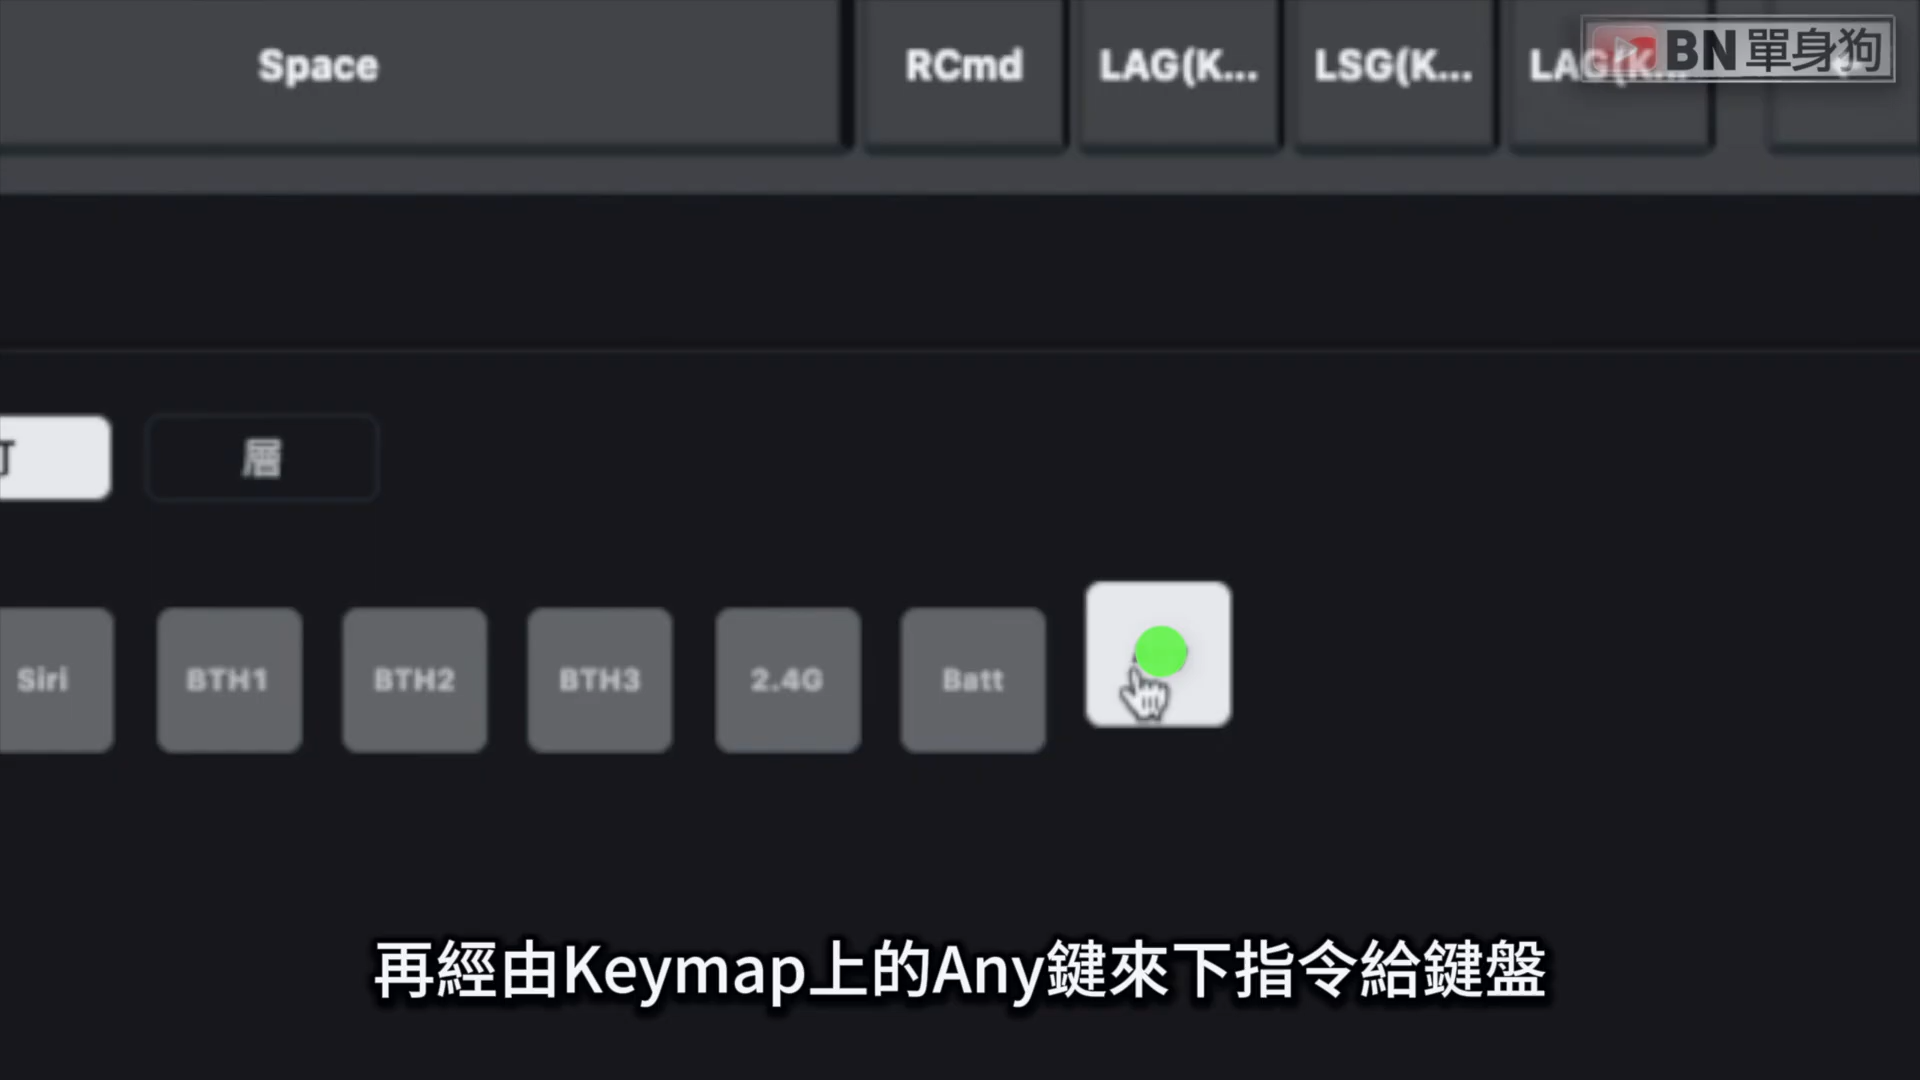 Space
RCmd
LAG(K...
LSG(K...
LAG(K...
BN單身狗
層
Siri
BTH1
BTH2
BTH3
2.4G
Batt
再經由Keymap上的Any鍵來下指令給鍵盤